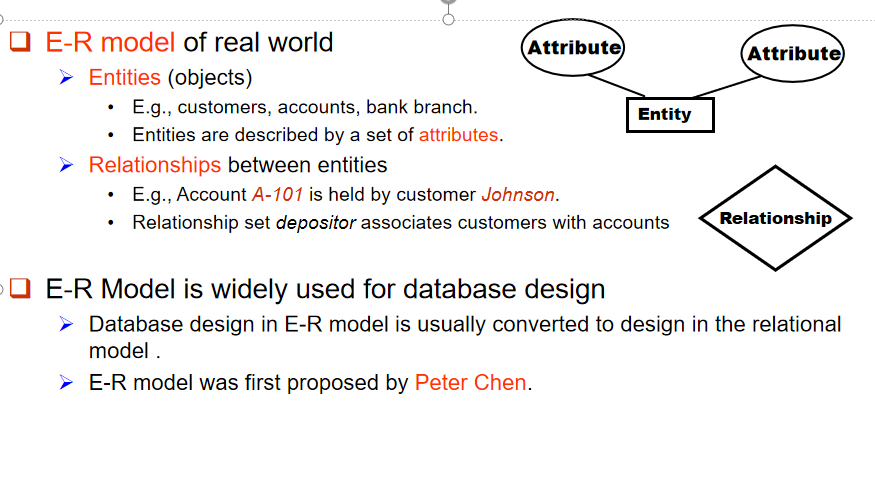 E-R model of real world
Entities (objects)
E.g., customers, accounts, bank branch.
Entities are described by a set of attributes.
Relationships between entities
E.g., Account A-101 is held by customer Johnson.
Relationship set depositor associates customers with accounts
Attribute
Attribute
Entity
Relationship
E-R Model is widely used for database design
Database design in E-R model is usually converted to design in the relational
model .
E-R model was first proposed by Peter Chen.